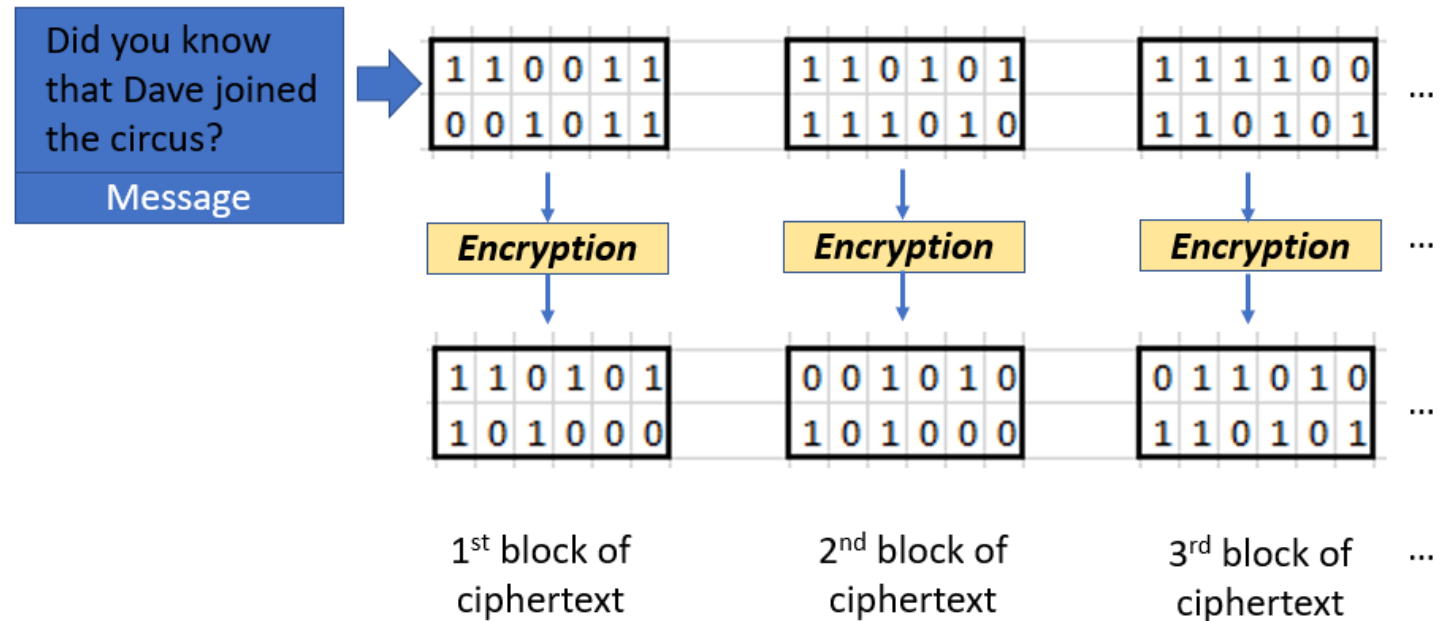 Did you know
that Dave joined
the circus?
Message
1 1 0 0 1 1
0 0 1 0 1 1
1 1 0 1 0 1
1 1 1 0 1 0
1 1 1 1 0 0
1 1 0 1 0 1
...
Encryption
Encryption
Encryption
...
1 1 0 1 0 1
1 0 1 0 0 0
0 0 1 0 1 0
1 0 1 0 0 0
0 1 1 0 1 0
1 1 0 1 0 1
...
1st block of
ciphertext
2nd block of
ciphertext
3rd block of
ciphertext
...